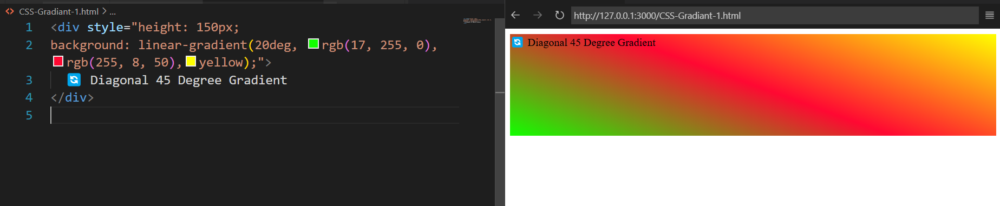 CSS-Gradiant-1.html > ...
1 <div style="height: 150px;
2 background: linear-gradient(20deg, rgb(17, 255, 0),
rgb(255, 8, 50),yellow);">
3 🔄 Diagonal 45 Degree Gradient
4 </div>
5
http://127.0.0.1:3000/CSS-Gradiant-1.html
🔄 Diagonal 45 Degree Gradient